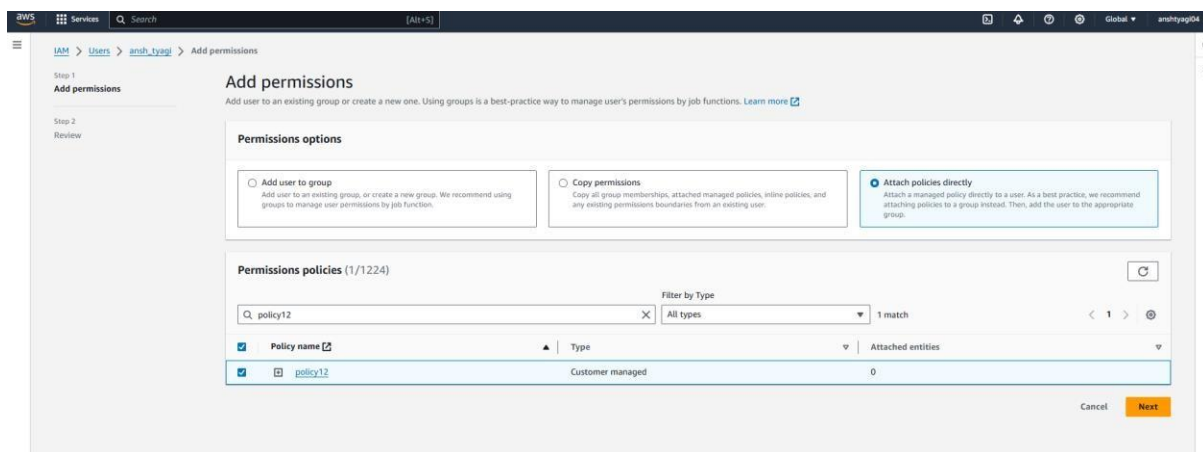 aws Services Search [Alt+S] Global anshtyagi04
IAM > Users > ansh_tyagi > Add permissions
Step 1
Add permissions
Step 2
Review
Add permissions
Add user to an existing group or create a new one. Using groups is a best-practice way to manage user's permissions by job functions. Learn more
Permissions options
Add user to group
Add user to an existing group, or create a new group. We recommend using
groups to manage user permissions by job function.
Copy permissions
Copy all group memberships, attached managed policies, inline policies, and
any existing permissions boundaries from an existing user.
Attach policies directly
Attach a managed policy directly to a user. As a best practice, we recommend
attaching policies to a group instead. Then, add the user to the appropriate
group.
Permissions policies (1/1224)
Filter by Type
policy12 All types 1 match 1
Policy name Type Attached entities
policy12 Customer managed 0
Cancel Next